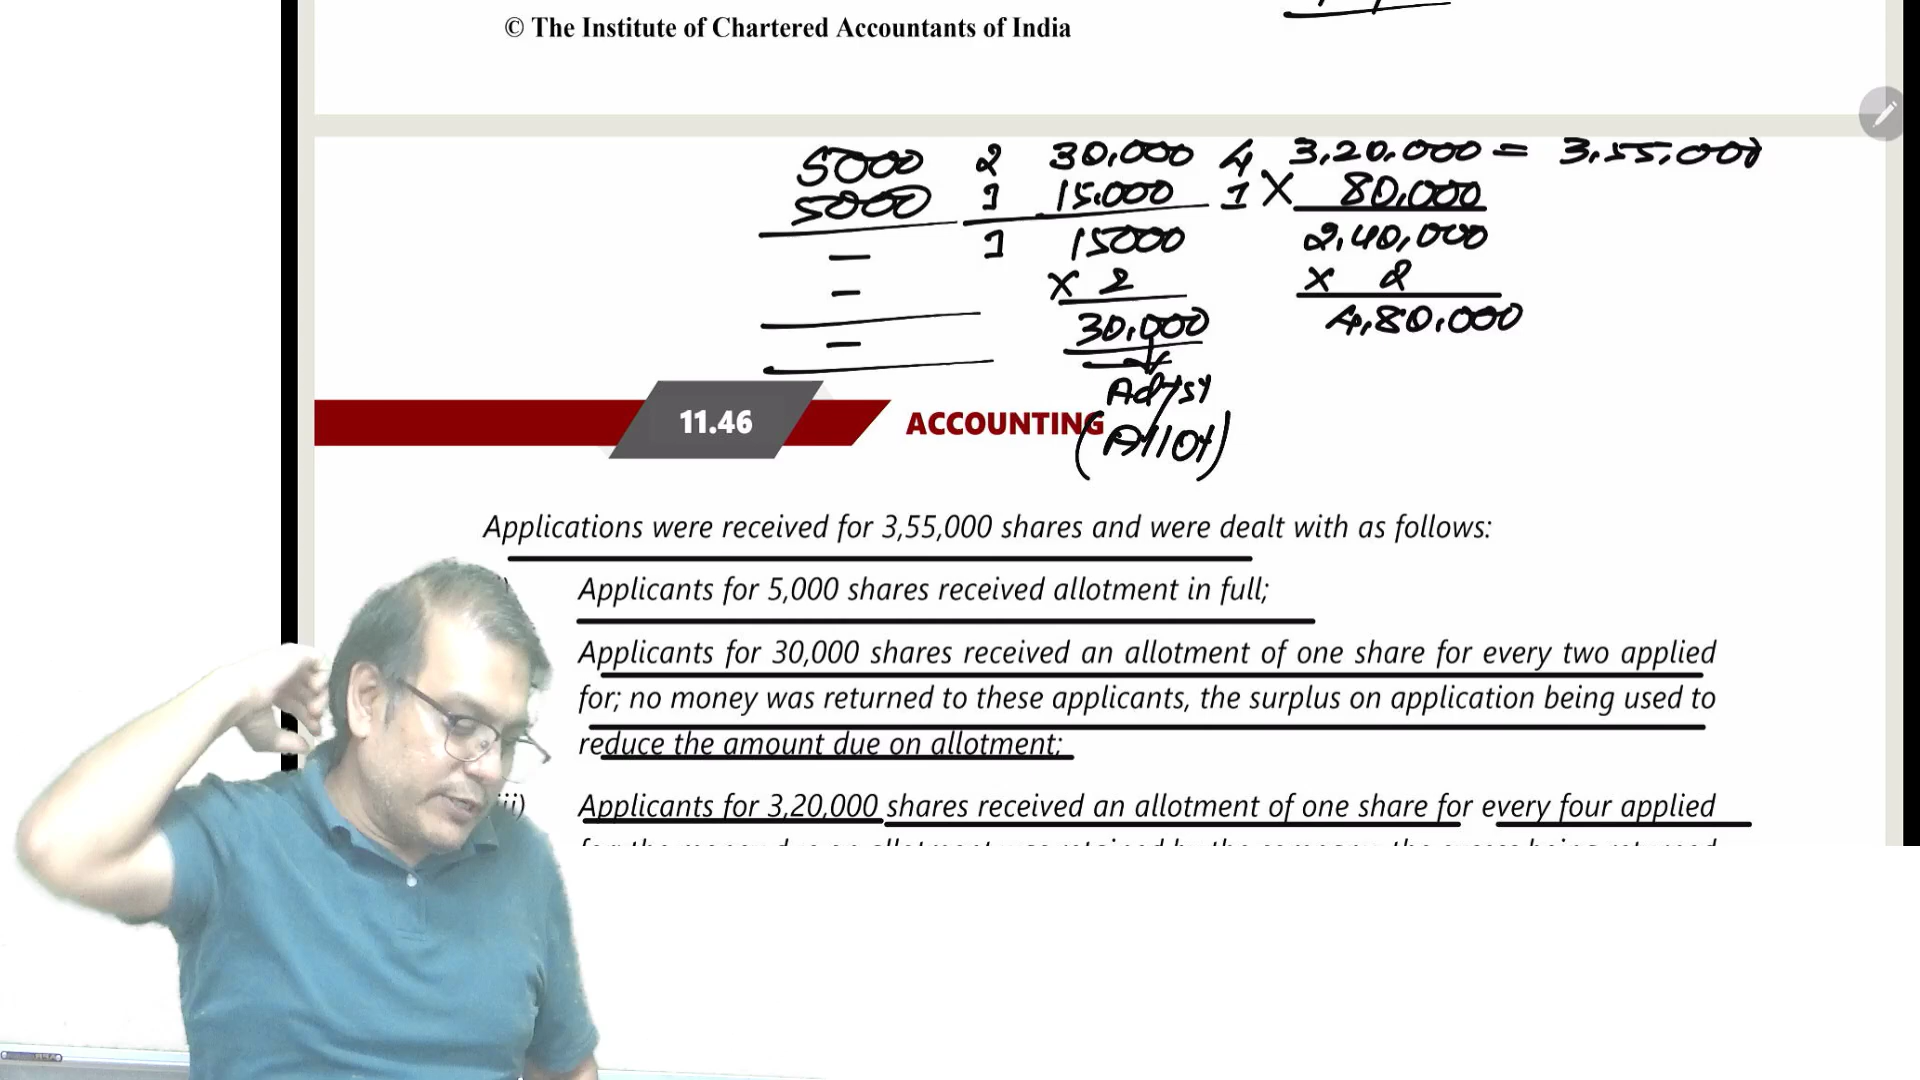 © The Institute of Chartered Accountants of India
5000 2 30,000 4 3,20,000 = 3,55,000
5000 1 15,000 1 X 80,000
— 1 15000 2,40,000
— X 2 X 2
— 30,000 4,80,000
Adjst
(Allot)
11.46 ACCOUNTING
Applications were received for 3,55,000 shares and were dealt with as follows:
Applicants for 5,000 shares received allotment in full;
Applicants for 30,000 shares received an allotment of one share for every two applied
for; no money was returned to these applicants, the surplus on application being used to
reduce the amount due on allotment;
iii) Applicants for 3,20,000 shares received an allotment of one share for every four applied